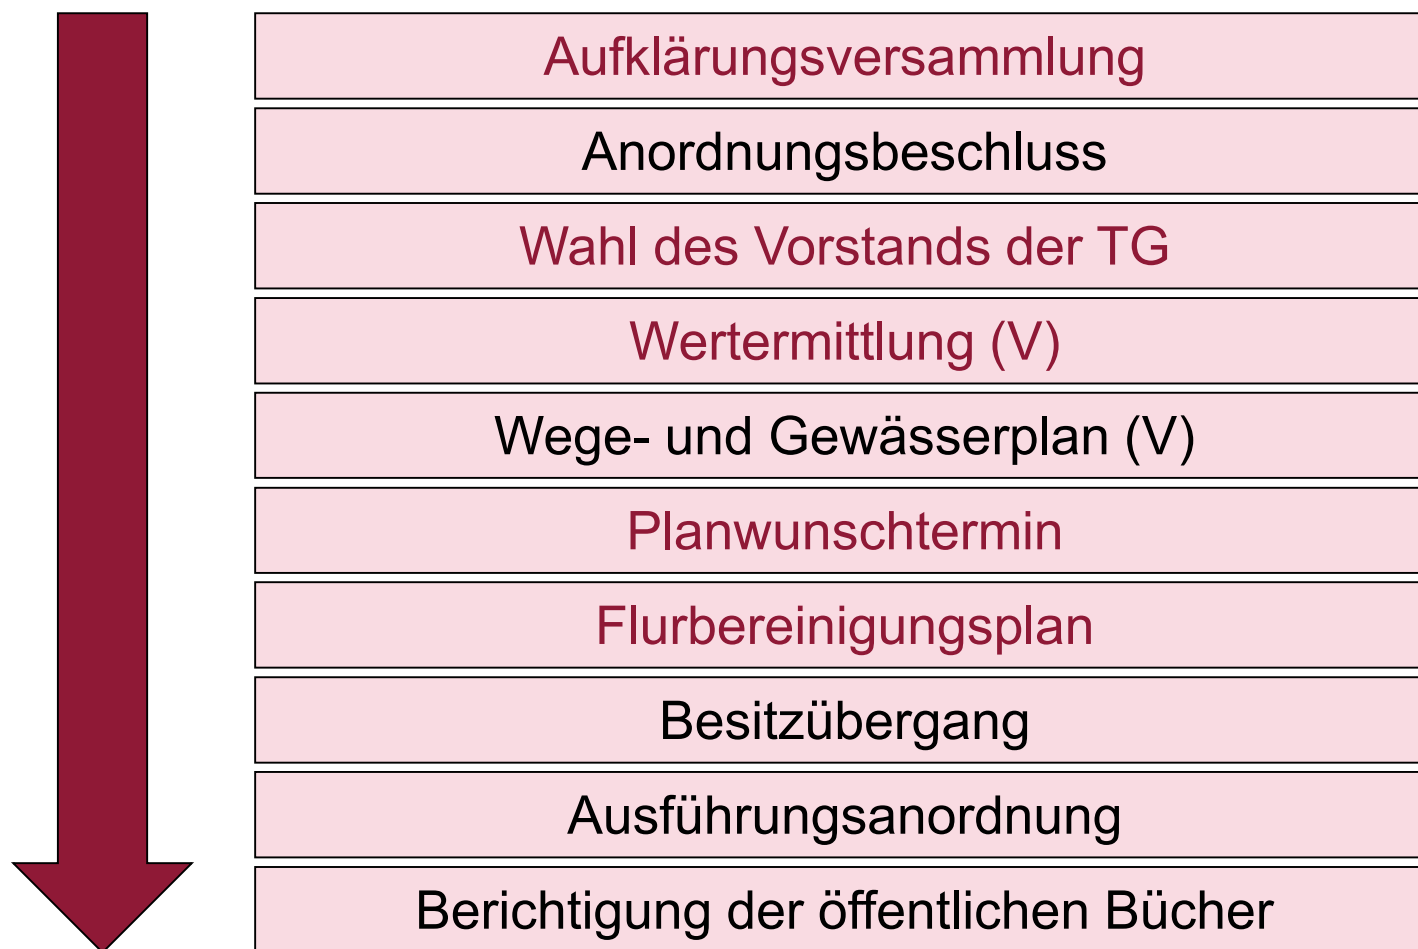 Aufklärungsversammlung
Anordnungsbeschluss
Wahl des Vorstands der TG
Wertermittlung (V)
Wege- und Gewässerplan (V)
Planwunschtermin
Flurbereinigungsplan
Besitzübergang
Ausführungsanordnung
Berichtigung der öffentlichen Bücher